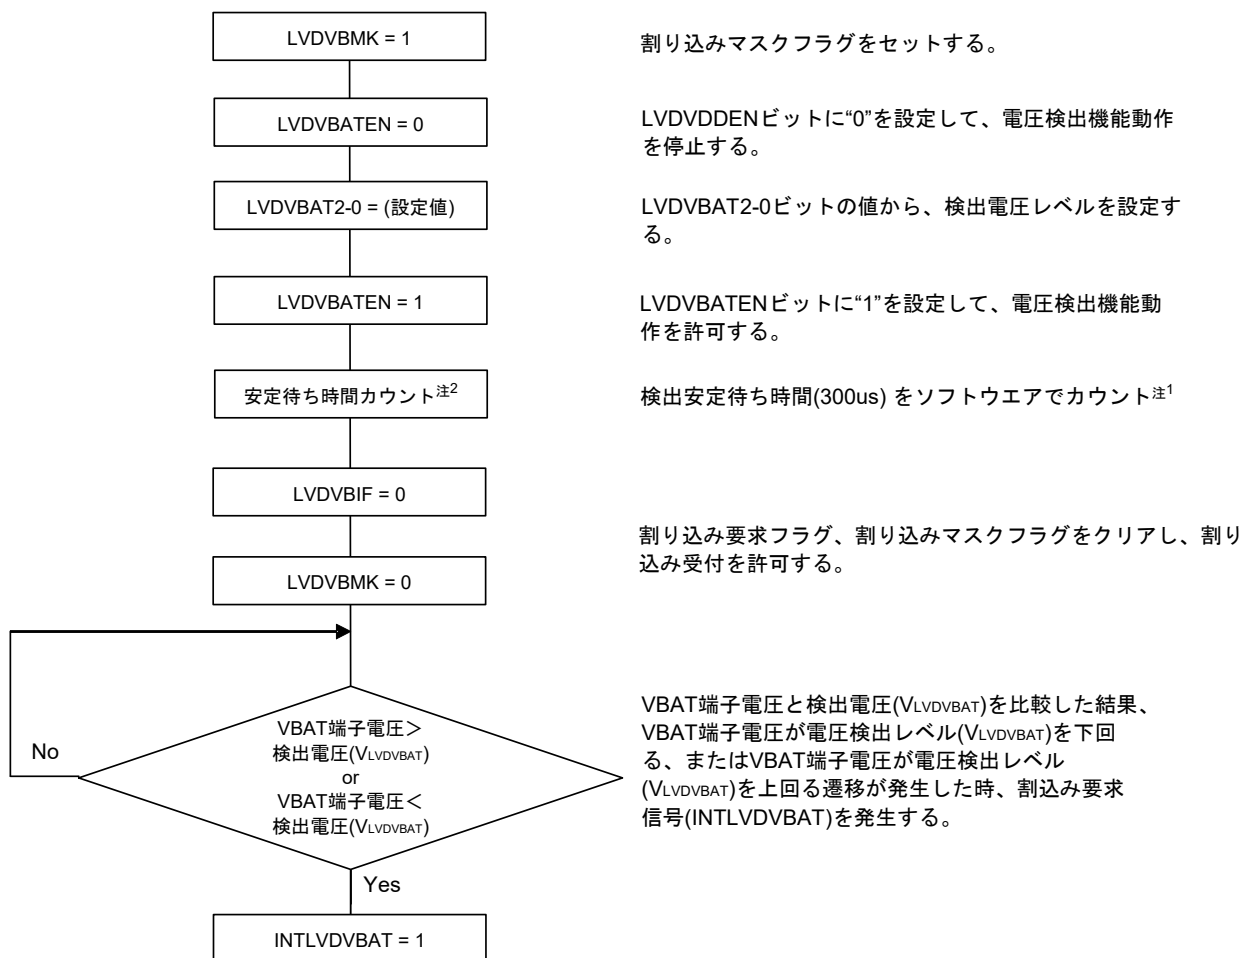 LVDVBMK = 1
割り込みマスクフラグをセットする。
LVDVBATEN = 0
LVDVDDENビットに“0”を設定して、電圧検出機能動作
を停止する。
LVDVBAT2-0 = (設定値)
LVDVBAT2-0ビットの値から、検出電圧レベルを設定す
る。
LVDVBATEN = 1
LVDVBATENビットに“1”を設定して、電圧検出機能動
作を許可する。
安定待ち時間カウント注2
検出安定待ち時間(300us) をソフトウエアでカウント注1
LVDVBIF = 0
LVDVBMK = 0
割り込み要求フラグ、割り込みマスクフラグをクリアし、割り
込み受付を許可する。
VBAT端子電圧＞
検出電圧(VLVDVBAT)
or
VBAT端子電圧＜
検出電圧(VLVDVBAT)
No
Yes
VBAT端子電圧と検出電圧(VLVDVBAT)を比較した結果、
VBAT端子電圧が電圧検出レベル(VLVDVBAT)を下回
る、またはVBAT端子電圧が電圧検出レベル
(VLVDVBAT)を上回る遷移が発生した時、割込み要求
信号(INTLVDVBAT)を発生する。
INTLVDVBAT = 1